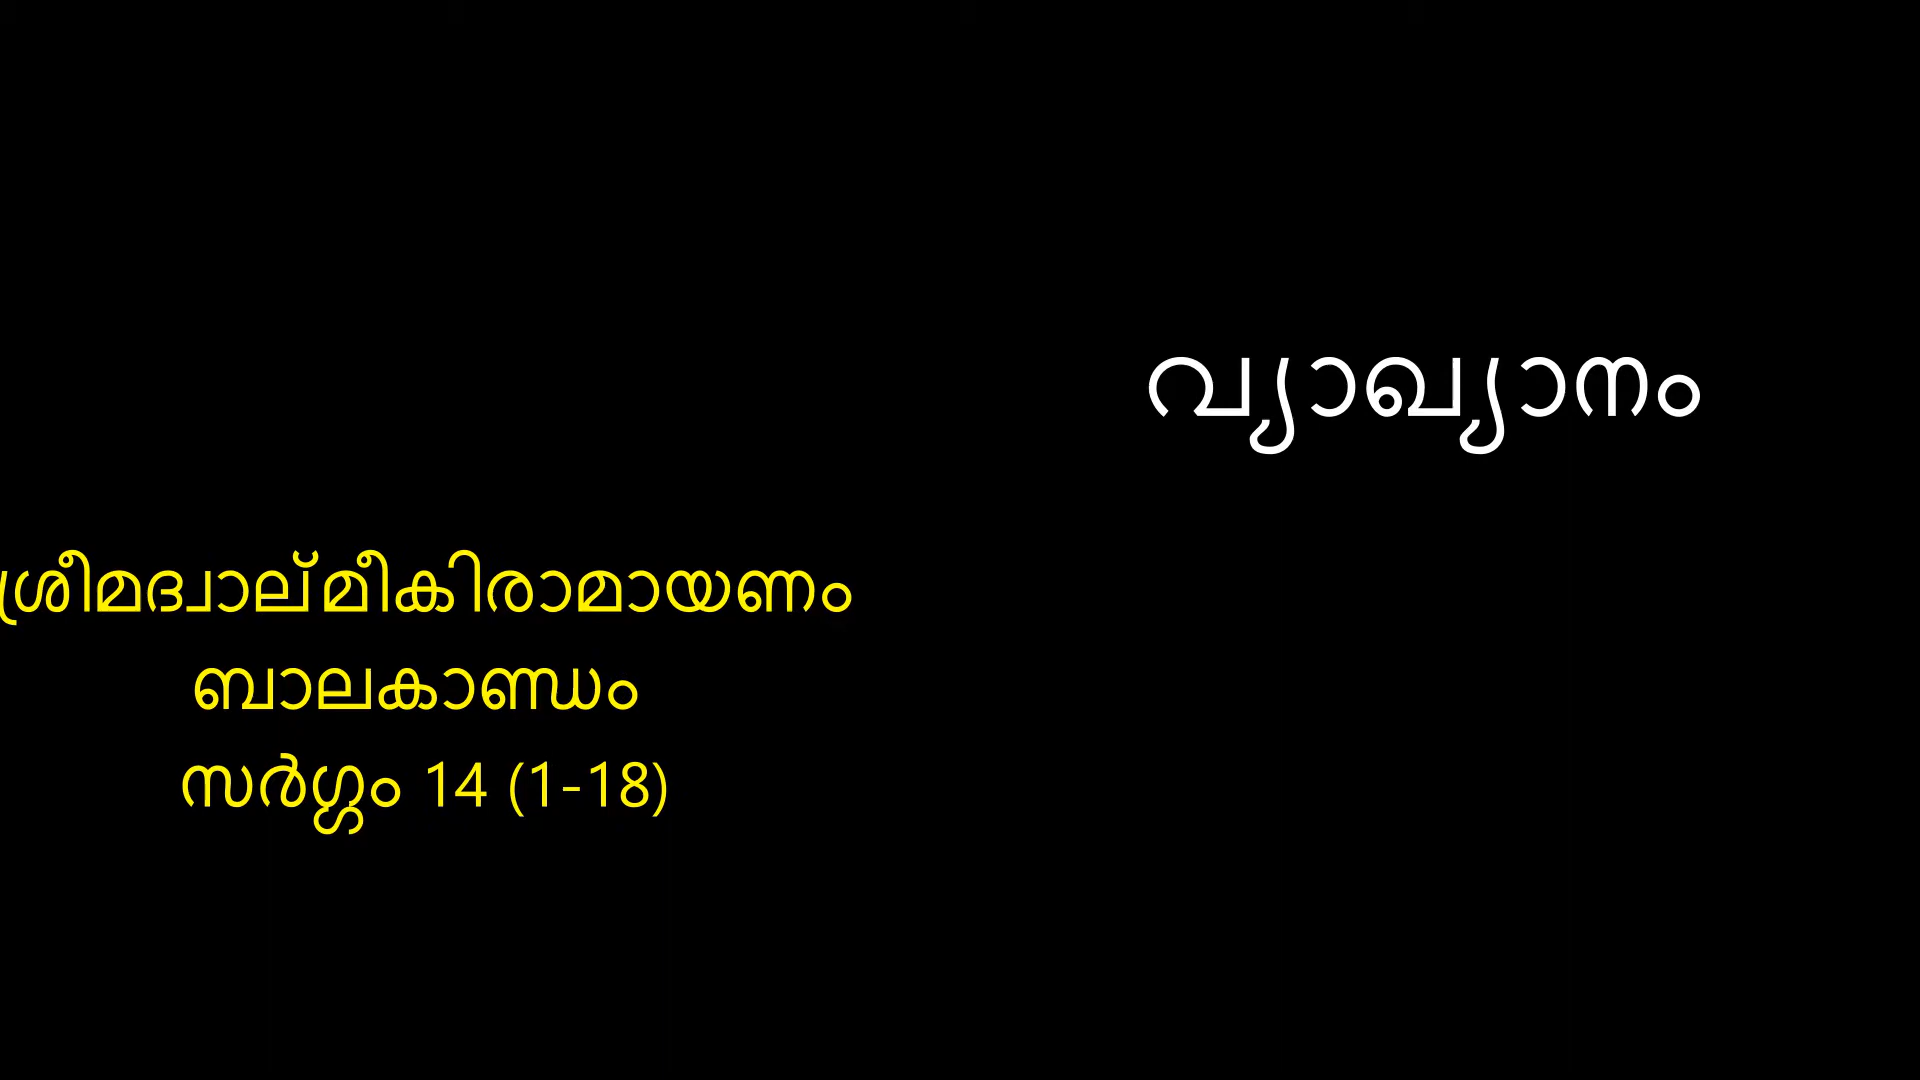 വ്യാഖ്യാനം
ശ്രീമദ്വാല്മീകിരാമായണം
ബാലകാണ്ഡം
സർഗ്ഗം 14 (1-18)